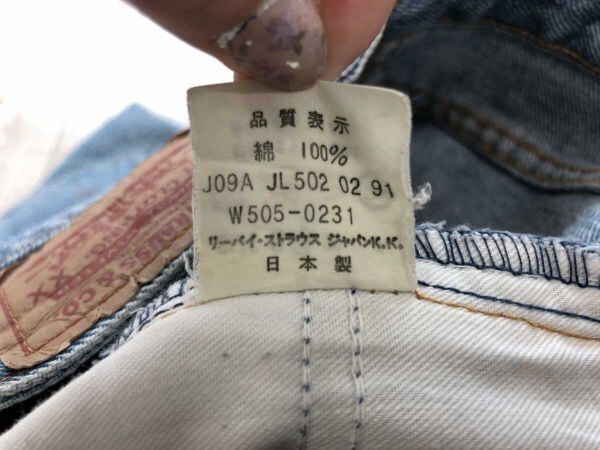 品質表示
綿 100%
J09A JL502 02 91
W505-0231
リーバイ・ストラウス ジャパンK.K.
日本製